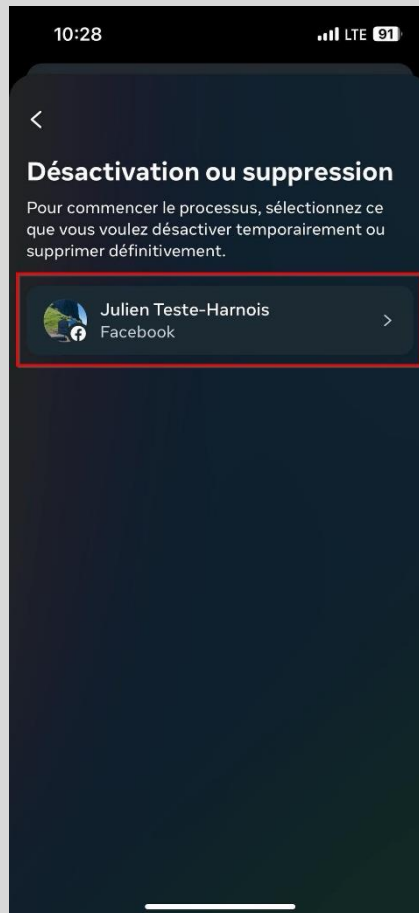 10:28
LTE 91
Désactivation ou suppression
Pour commencer le processus, sélectionnez ce
que vous voulez désactiver temporairement ou
supprimer définitivement.
Julien Teste-Harnois
Facebook